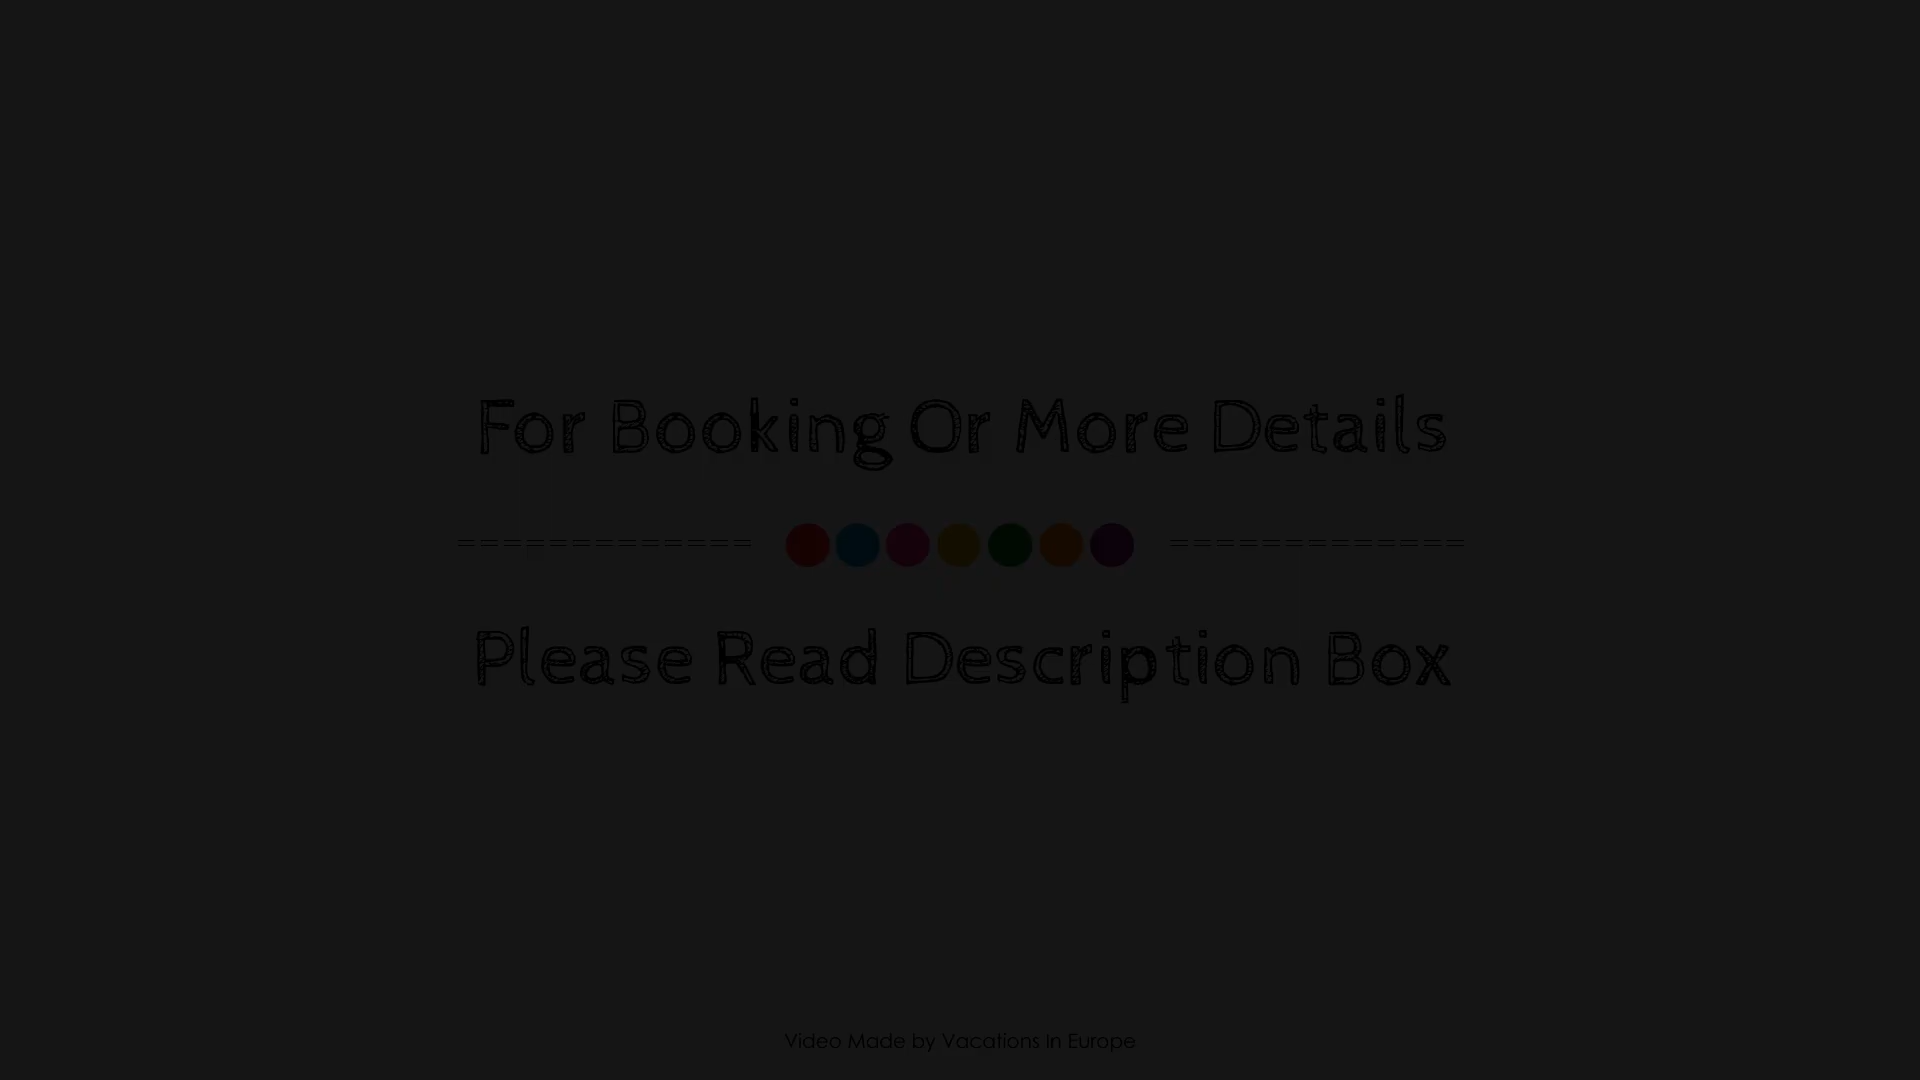 For Booking Or More Details
============= =============
Please Read Description Box
Video Made by Vacations In Europe